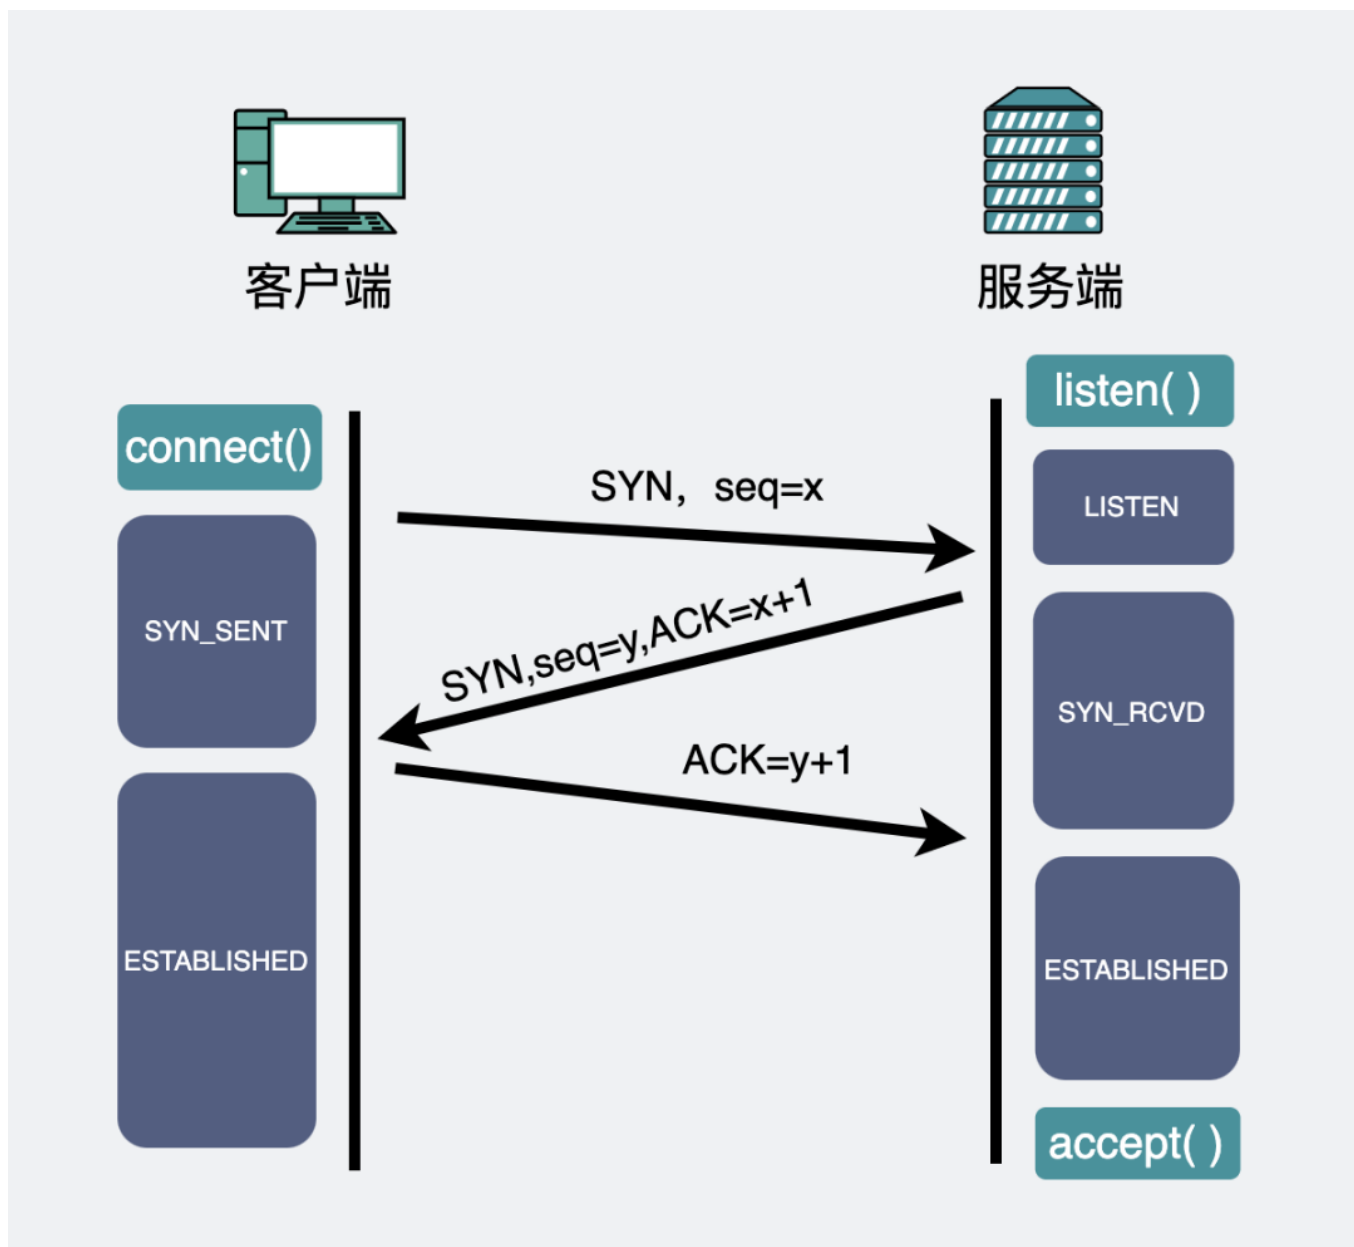 客户端
服务端
listen( )
connect()
SYN，seq=x
LISTEN
SYN,seq=y,ACK=x+1
SYN_SENT
SYN_RCVD
ACK=y+1
ESTABLISHED
ESTABLISHED
accept( )